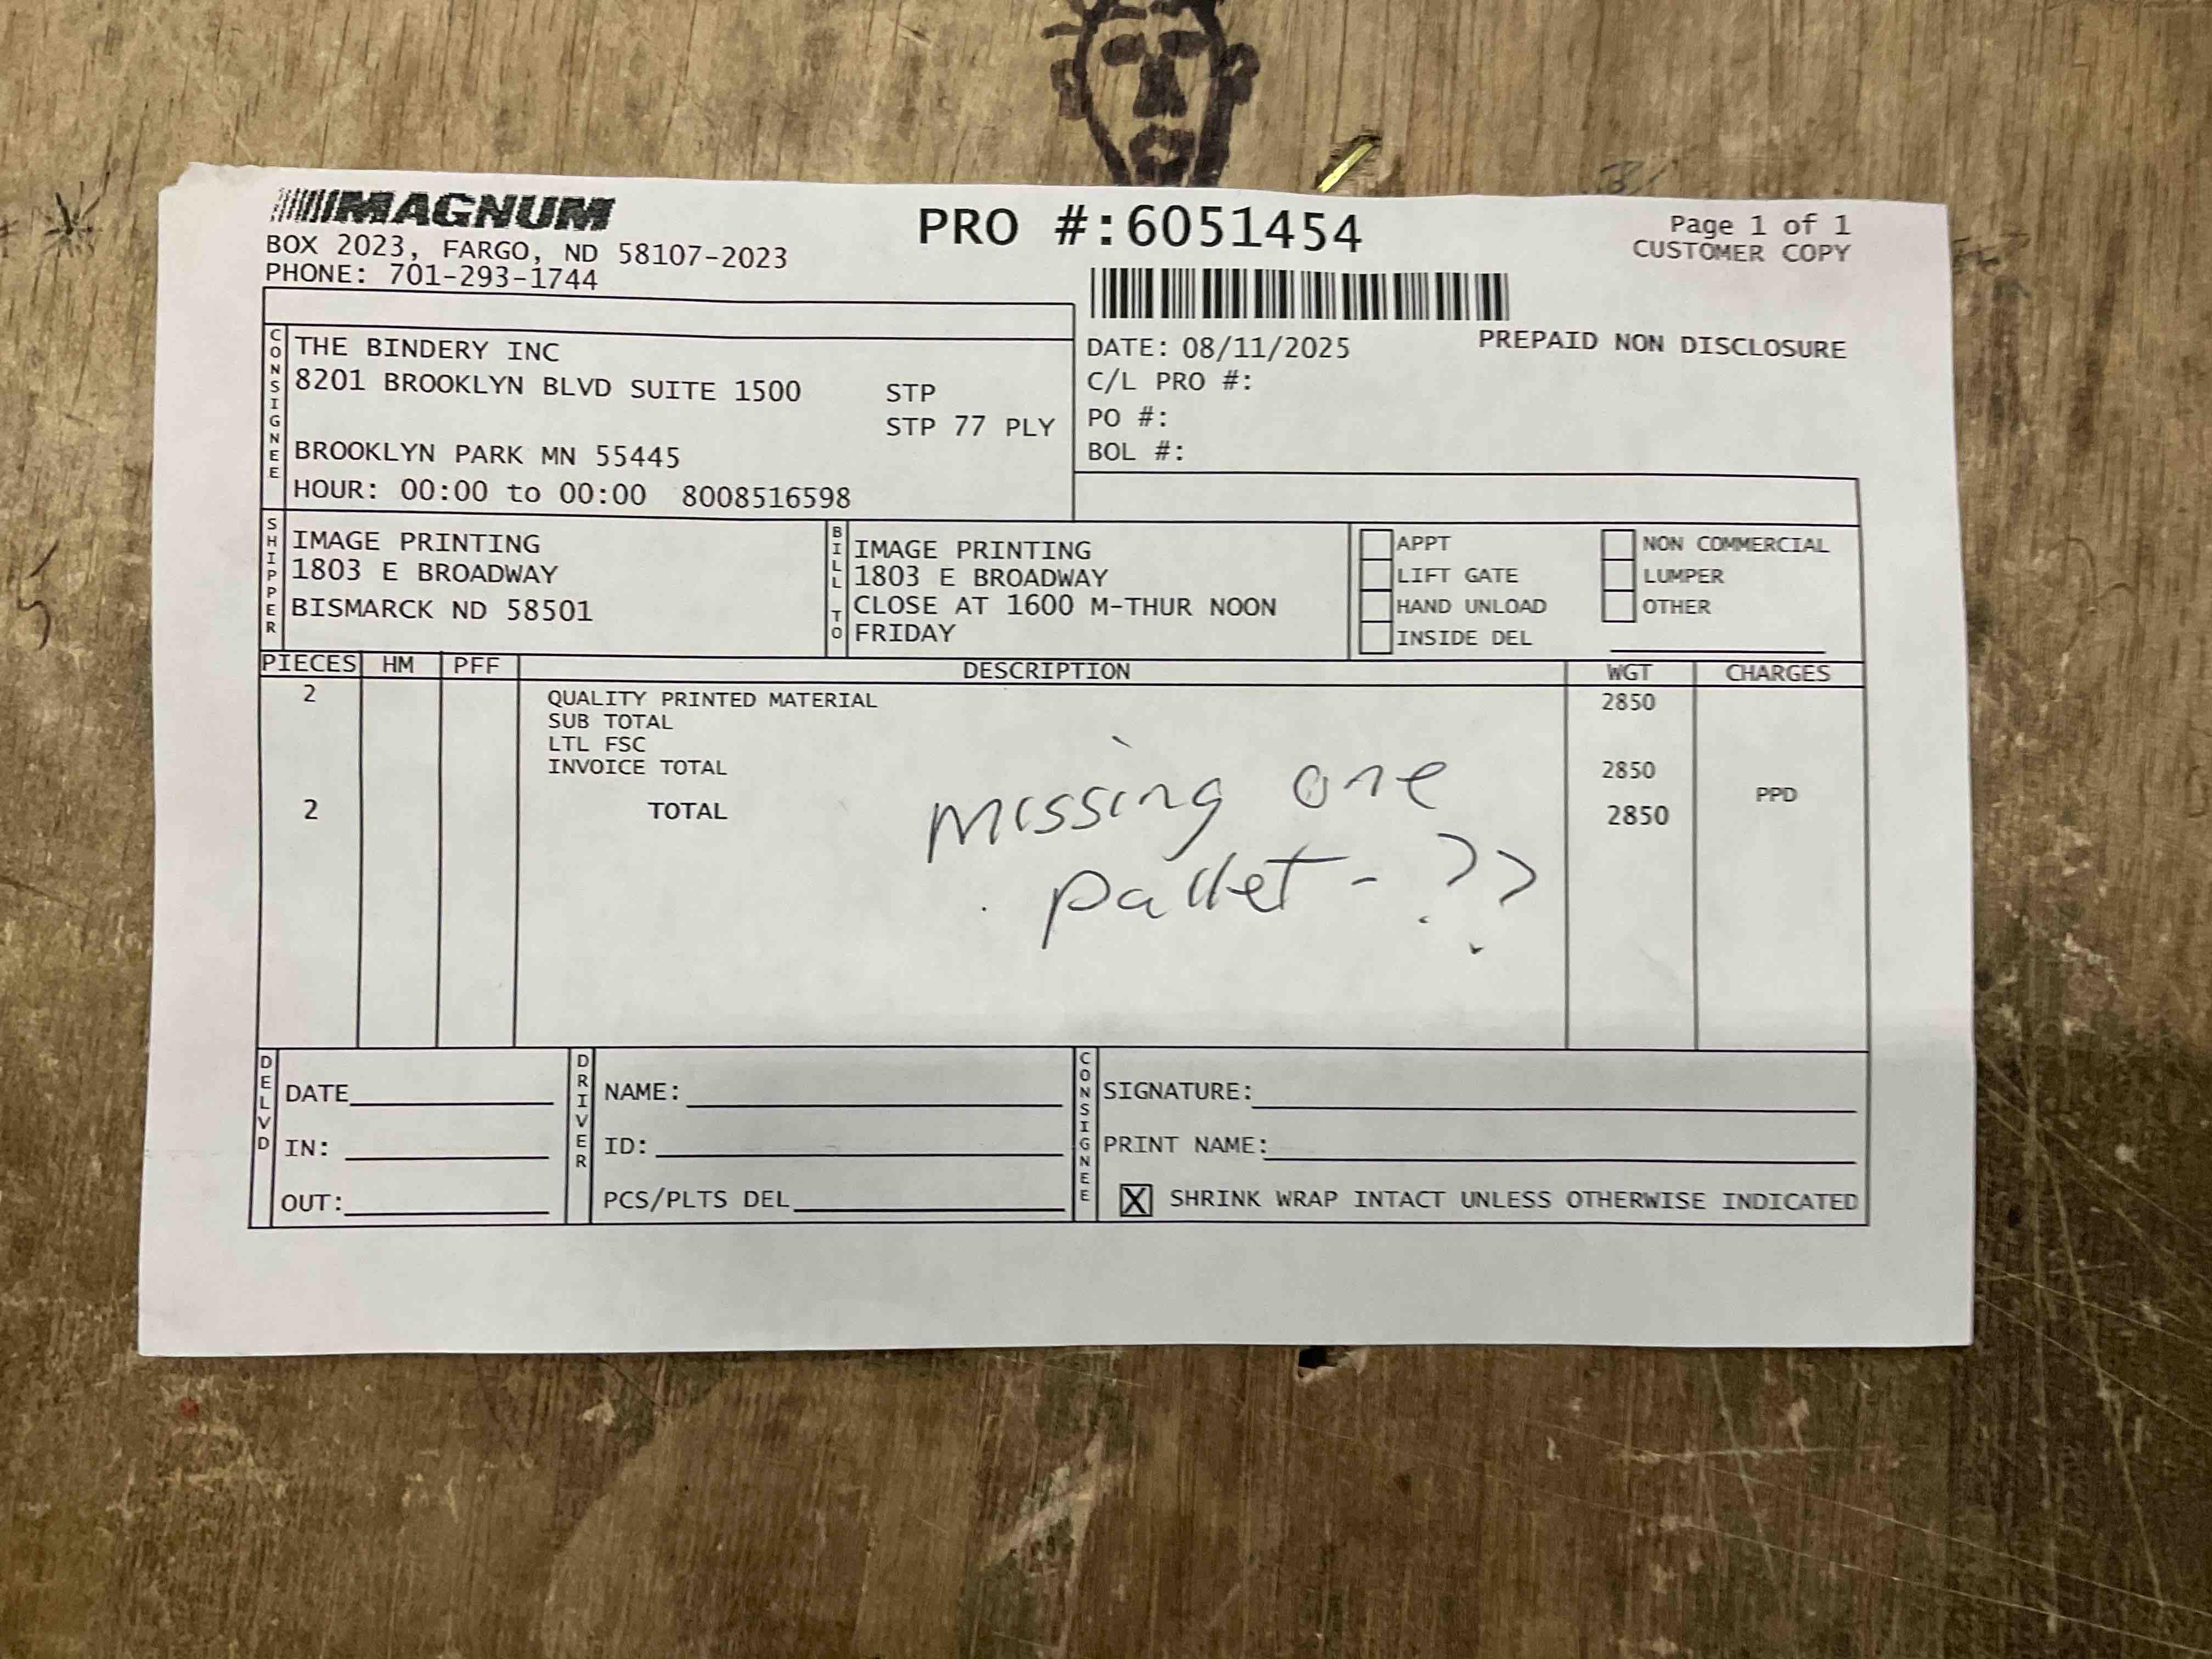 MAGNUM
BOX 2023, FARGO, ND 58107-2023
PHONE: 701-293-1744
PRO #:6051454
Page 1 of 1
CUSTOMER COPY
CONSIGNEE
THE BINDERY INC
8201 BROOKLYN BLVD SUITE 1500 STP
STP 77 PLY
BROOKLYN PARK MN 55445
HOUR: 00:00 to 00:00 8008516598
DATE: 08/11/2025 PREPAID NON DISCLOSURE
C/L PRO #:
PO #:
BOL #:
SHIPPER
IMAGE PRINTING
1803 E BROADWAY
BISMARCK ND 58501
BILL TO
IMAGE PRINTING
1803 E BROADWAY
CLOSE AT 1600 M-THUR NOON
FRIDAY
APPT NON COMMERCIAL
LIFT GATE LUMPER
HAND UNLOAD OTHER
INSIDE DEL
PIECES HM PFF DESCRIPTION WGT CHARGES
2 QUALITY PRINTED MATERIAL 2850
SUB TOTAL
LTL FSC
INVOICE TOTAL 2850
PPD
2 TOTAL 2850
missing one
pallet - ??
DELVD
DATE
IN:
OUT:
DRIVER
NAME:
ID:
PCS/PLTS DEL
CONSIGNEE
SIGNATURE:
PRINT NAME:
X SHRINK WRAP INTACT UNLESS OTHERWISE INDICATED